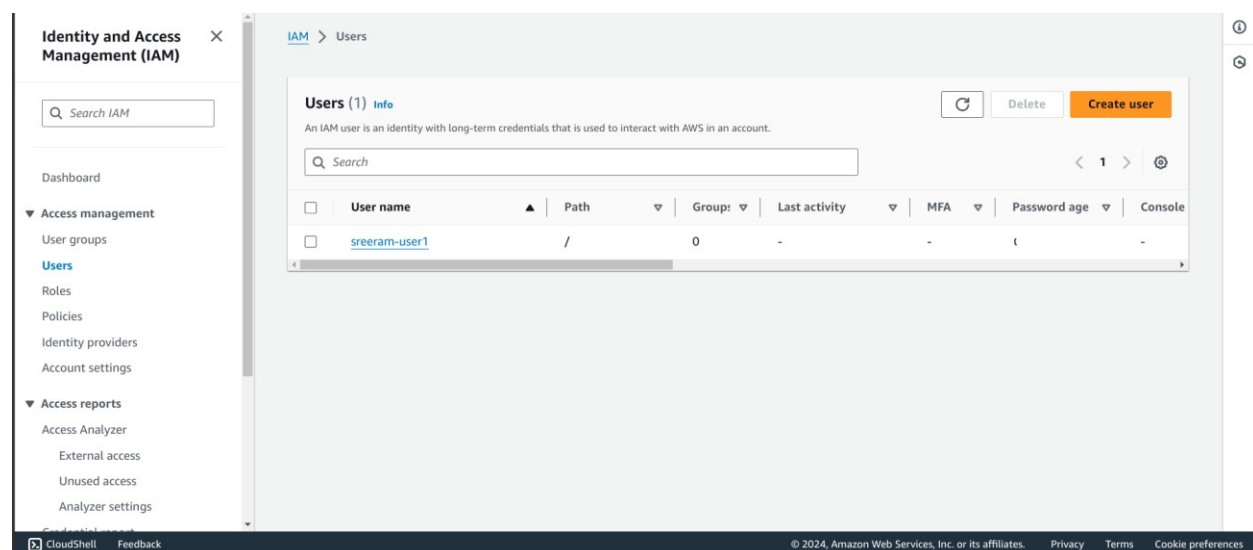 Identity and Access
Management (IAM)
Search IAM
Dashboard
Access management
User groups
Users
Roles
Policies
Identity providers
Account settings
Access reports
Access Analyzer
External access
Unused access
Analyzer settings
IAM > Users
Users (1) Info
Delete
Create user
An IAM user is an identity with long-term credentials that is used to interact with AWS in an account.
Search
1
User name Path Group: Last activity MFA Password age Console
sreeram-user1 / 0 - - -
CloudShell Feedback © 2024, Amazon Web Services, Inc. or its affiliates. Privacy Terms Cookie preferences